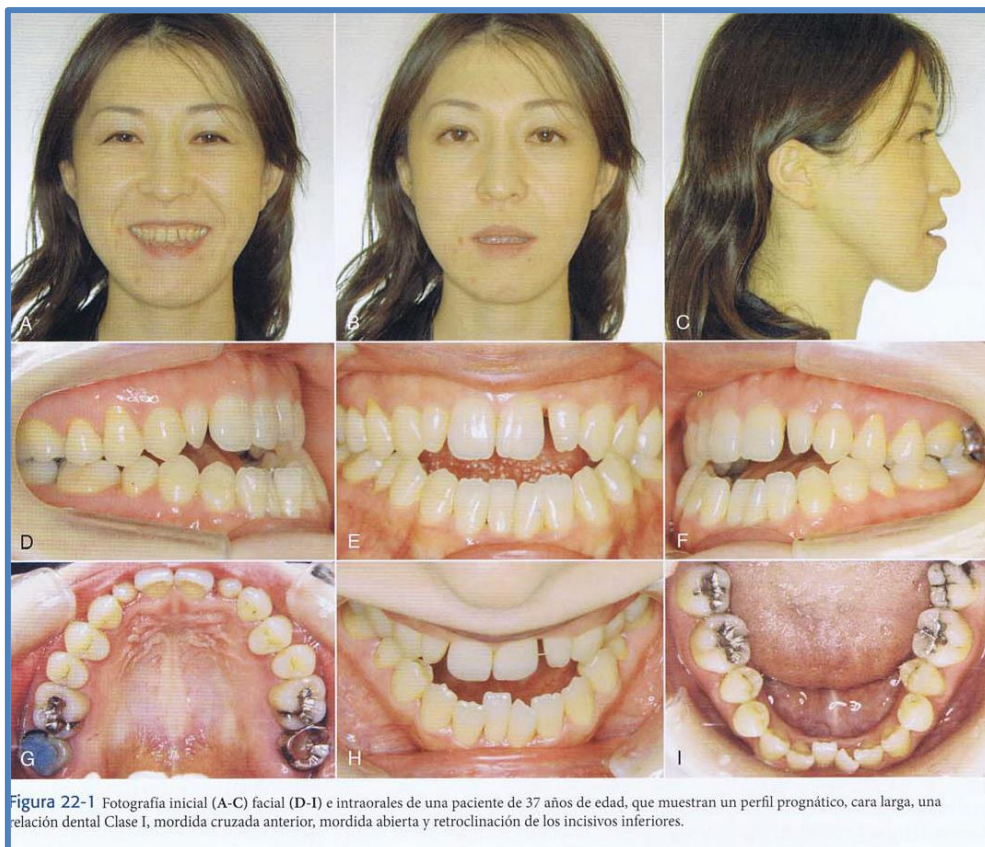 A
B
C
D
E
F
G
H
I
Figura 22-1 Fotografía inicial (A-C) facial (D-I) e intraorales de una paciente de 37 años de edad, que muestran un perfil prognático, cara larga, una
relación dental Clase I, mordida cruzada anterior, mordida abierta y retroclinación de los incisivos inferiores.